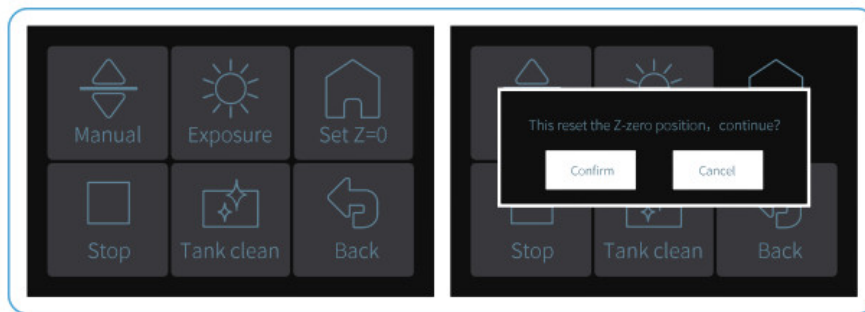 Manual
Exposure
Set Z=0
Stop
Tank clean
Back
This reset the Z-zero position, continue?
Confirm
Cancel
Stop
Tank clean
Back